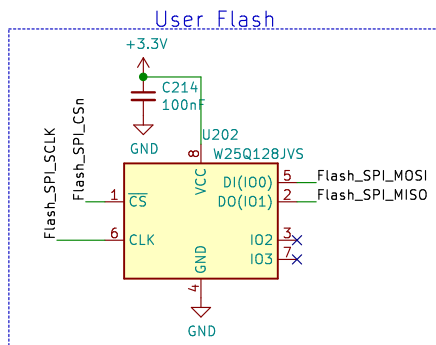 User Flash
+3.3V
C214
100nF
GND
Flash_SPI_CSn
Flash_SPI_SCLK
U202
W25Q128JVS
8
VCC
1
CS
6
CLK
DI(IO0)
5
Flash_SPI_MOSI
DO(IO1)
2
Flash_SPI_MISO
IO2
3
IO3
7
GND
4
GND